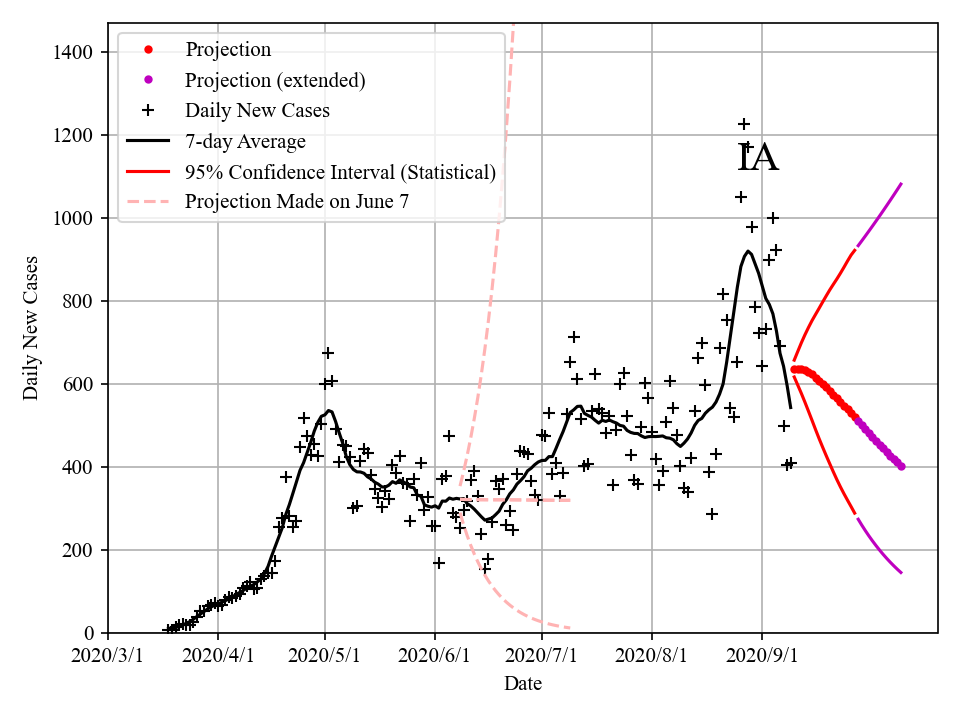 1400
1200
1000
800
600
400
200
0
Daily New Cases
Projection
Projection (extended)
Daily New Cases
7-day Average
95% Confidence Interval (Statistical)
Projection Made on June 7
IA
2020/3/1 2020/4/1 2020/5/1 2020/6/1 2020/7/1 2020/8/1 2020/9/1
Date